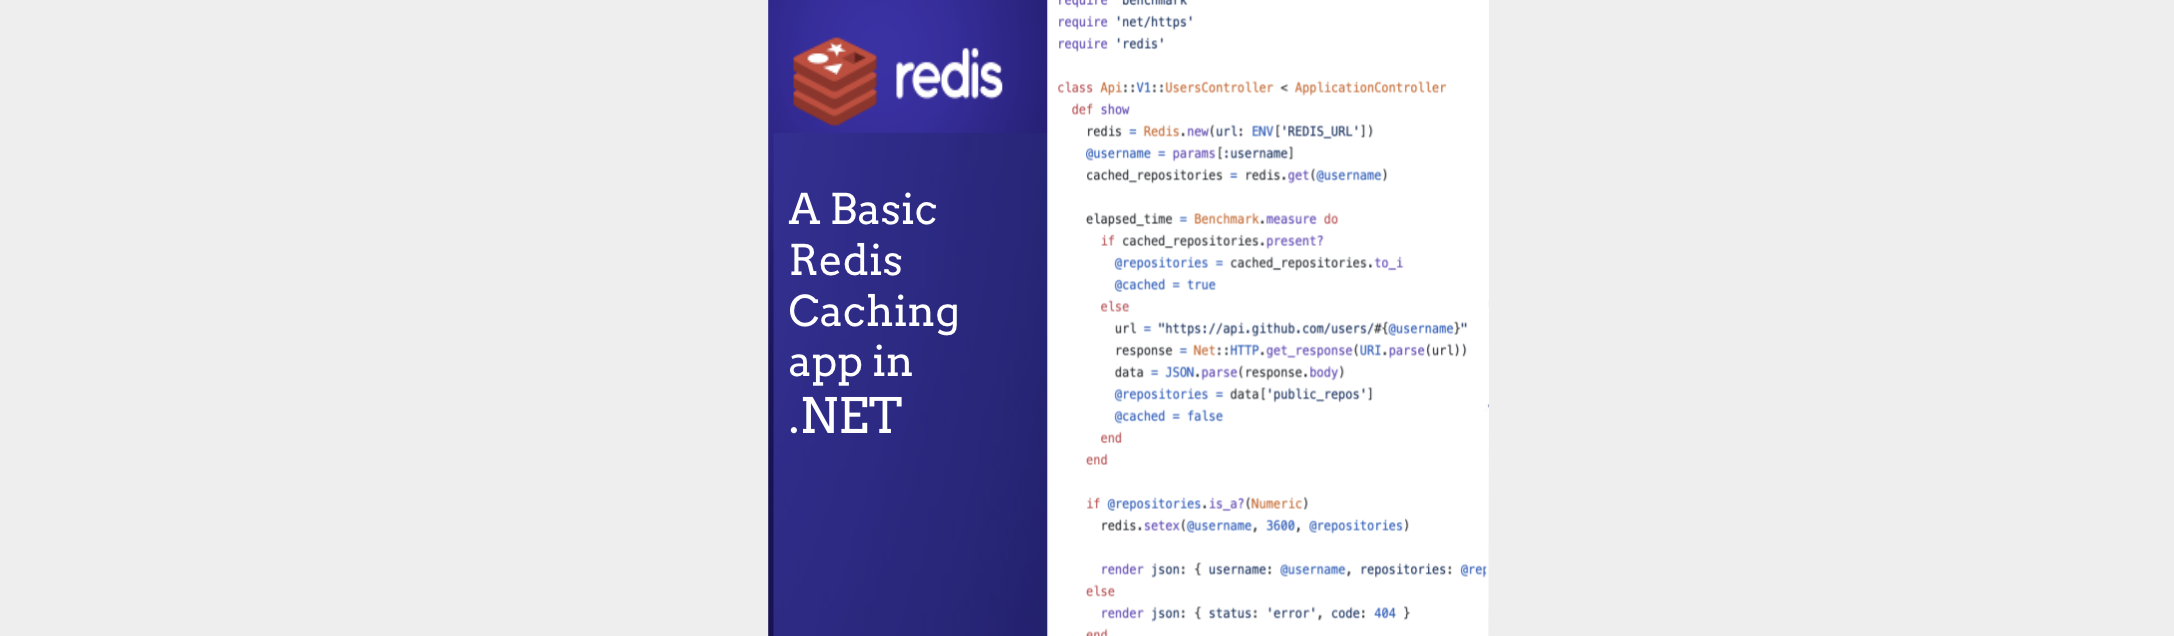 redis
A Basic
Redis
Caching
app in
.NET
require 'benchmark'
require 'net/https'
require 'redis'
class Api::V1::UsersController < ApplicationController
def show
redis = Redis.new(url: ENV['REDIS_URL'])
@username = params[:username]
cached_repositories = redis.get(@username)
elapsed_time = Benchmark.measure do
if cached_repositories.present?
@repositories = cached_repositories.to_i
@cached = true
else
url = "https://api.github.com/users/#{@username}"
response = Net::HTTP.get_response(URI.parse(url))
data = JSON.parse(response.body)
@repositories = data['public_repos']
@cached = false
end
end
if @repositories.is_a?(Numeric)
redis.setex(@username, 3600, @repositories)
render json: { username: @username, repositories: @rep
else
render json: { status: 'error', code: 404 }
end